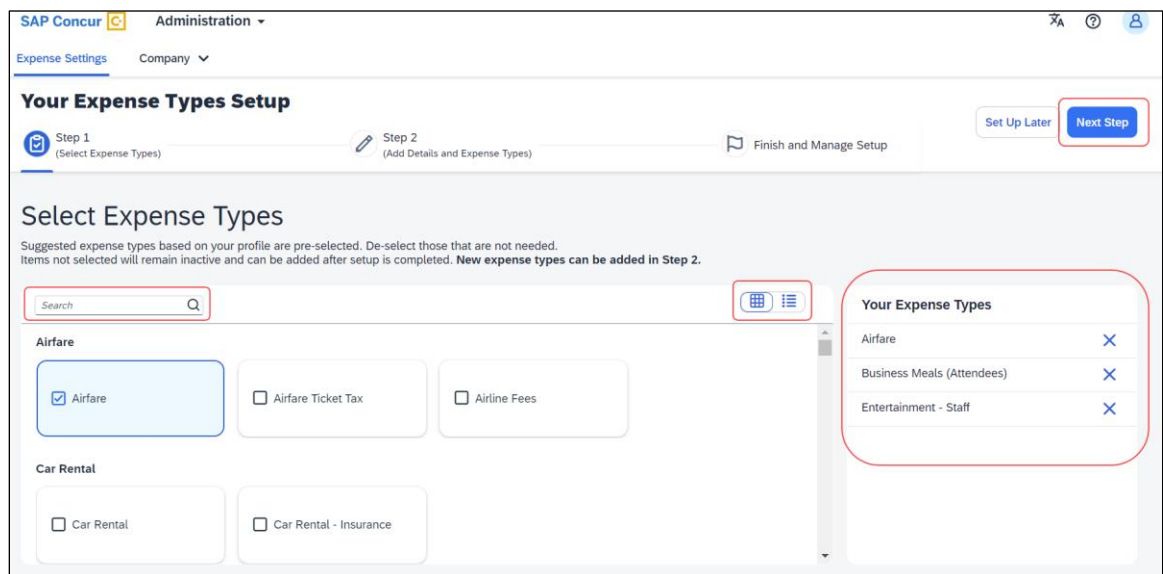 SAP Concur C. Administration
Expense Settings Company
Your Expense Types Setup
Set Up Later Next Step
Step 1 Step 2 Finish and Manage Setup
(Select Expense Types) (Add Details and Expense Types)
Select Expense Types
Suggested expense types based on your profile are pre-selected. De-select those that are not needed.
Items not selected will remain inactive and can be added after setup is completed. New expense types can be added in Step 2.
Search
Airfare
Airfare Airfare Ticket Tax Airline Fees
Car Rental
Car Rental Car Rental - Insurance
Your Expense Types
Airfare
Business Meals (Attendees)
Entertainment - Staff